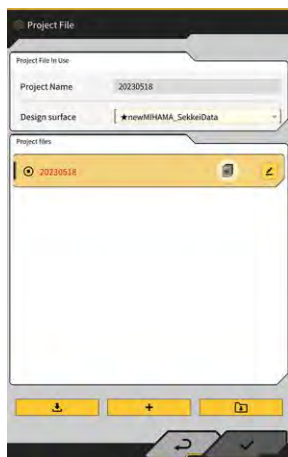 Project File
Project File In Use
Project Name 20230518
Design surface ★newMIHAMA_SekkeiData
Project files
20230518